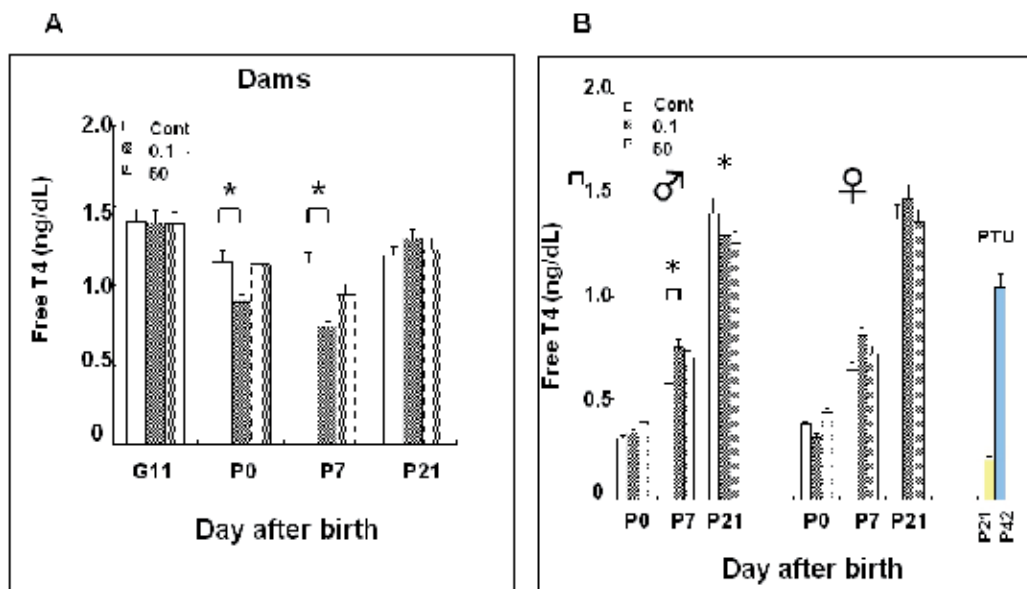 A
Dams
2.0
Cont
0.1 -
50
1.5
1.0
0.5
0
* *
Free T4 (ng/dL)
G11 P0 P7 P21
Day after birth
B
2.0
Cont
0.1
50
1.5
1.0
0.5
0
♂ * ♀
*
PTU
Free T4 (ng/dL)
P0 P7 P21 P0 P7 P21 P21 P42
Day after birth